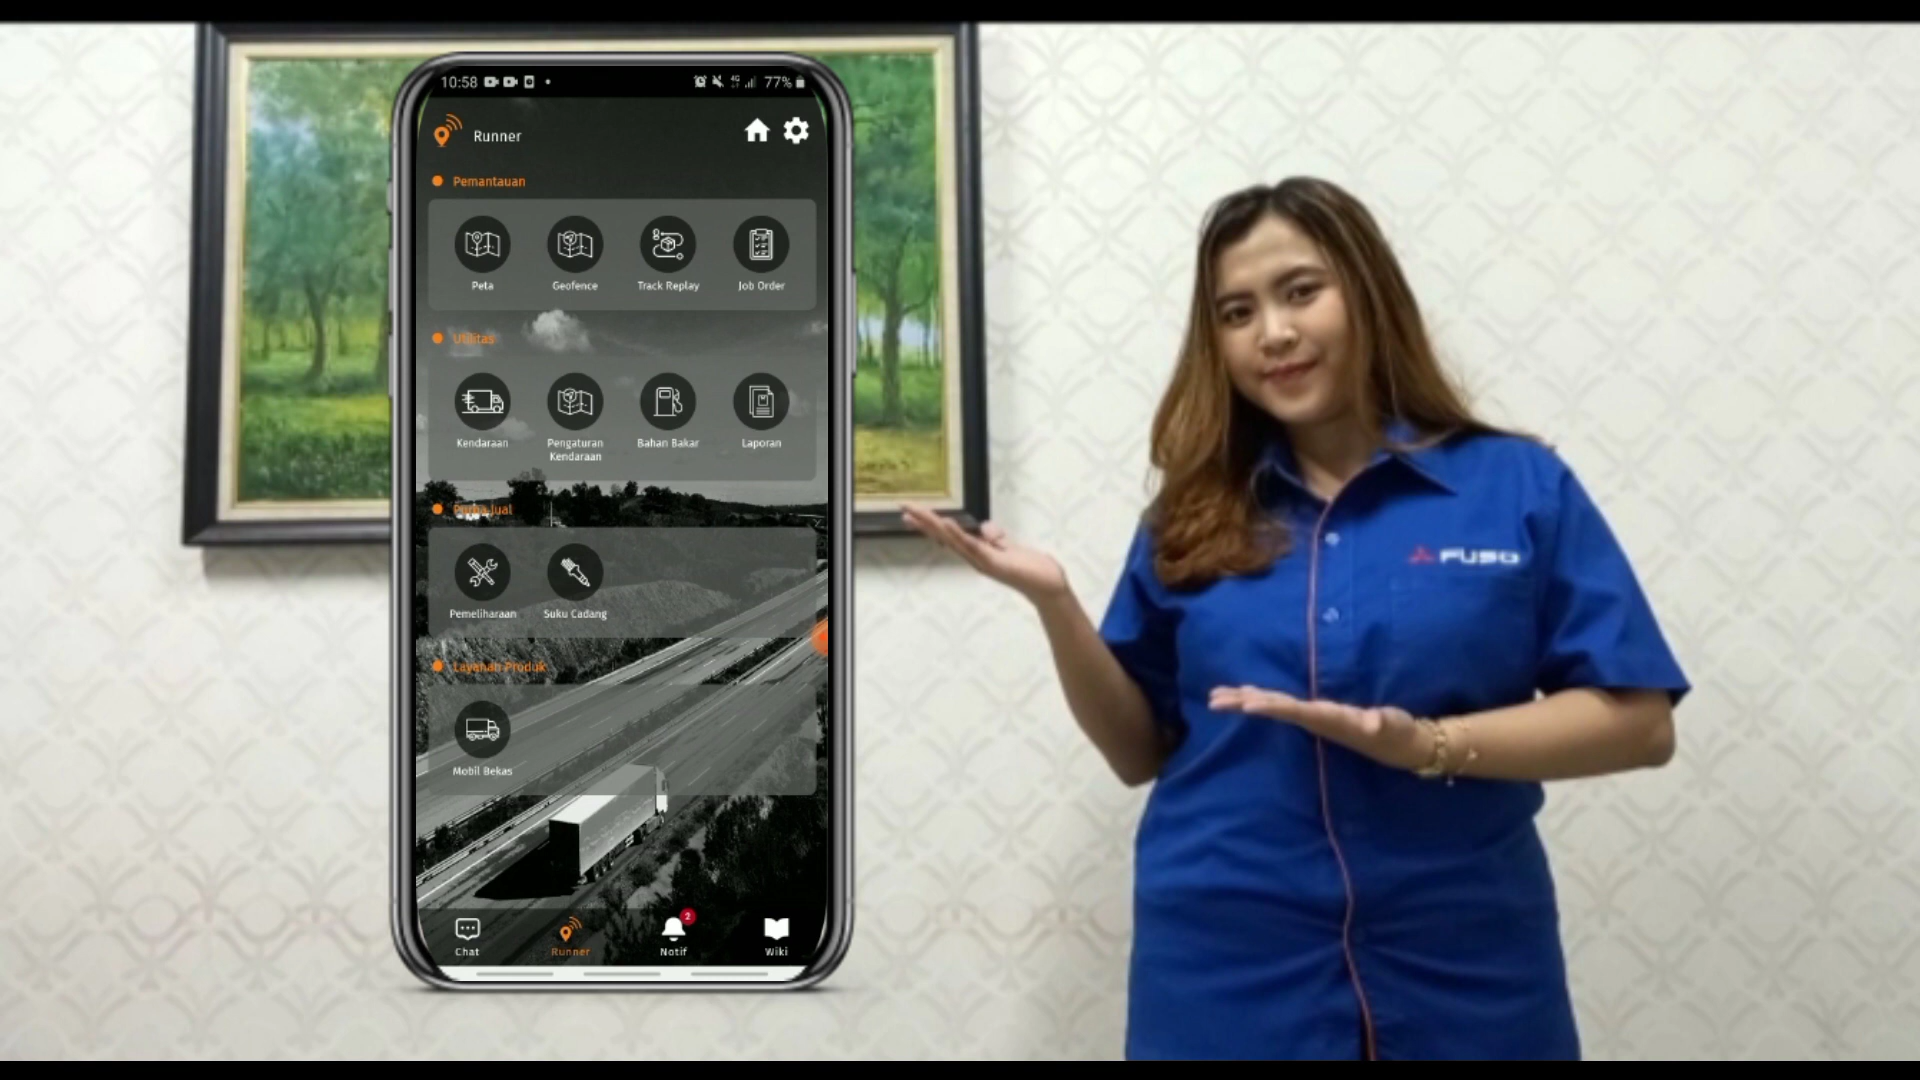 10:58
4G
77%
Runner
Pemantauan
Peta
Geofence
Track Replay
Job Order
Utilitas
Kendaraan
Pengaturan
Kendaraan
Bahan Bakar
Laporan
Purna Jual
Pemeliharaan
Suku Cadang
Layanan Produk
Mobil Bekas
Chat
Runner
2
Notif
Wiki
FUSO